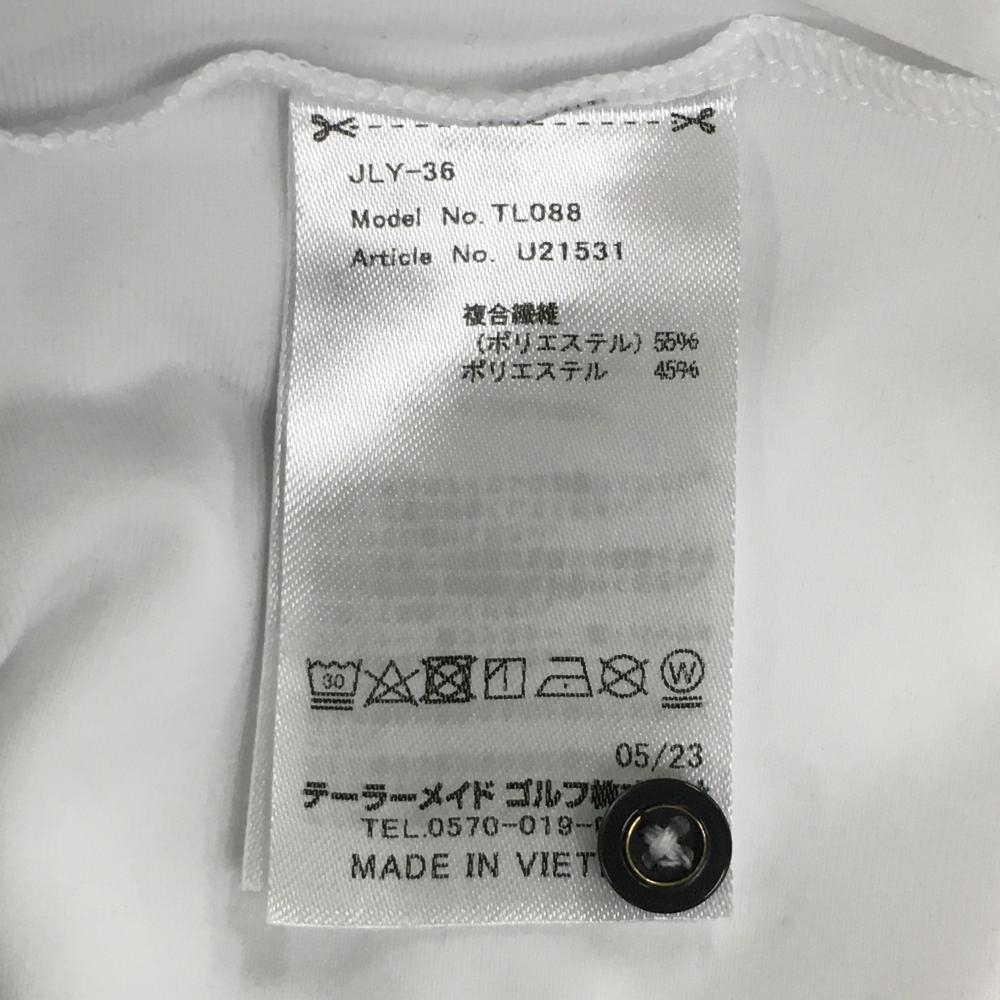 JLY-36
Model No. TL088
Article No. U21531
複合繊維
(ポリエステル) 55%
ポリエステル 45%
30
W
05/23
テーラーメイド ゴルフ
TEL.0570-019-
MADE IN